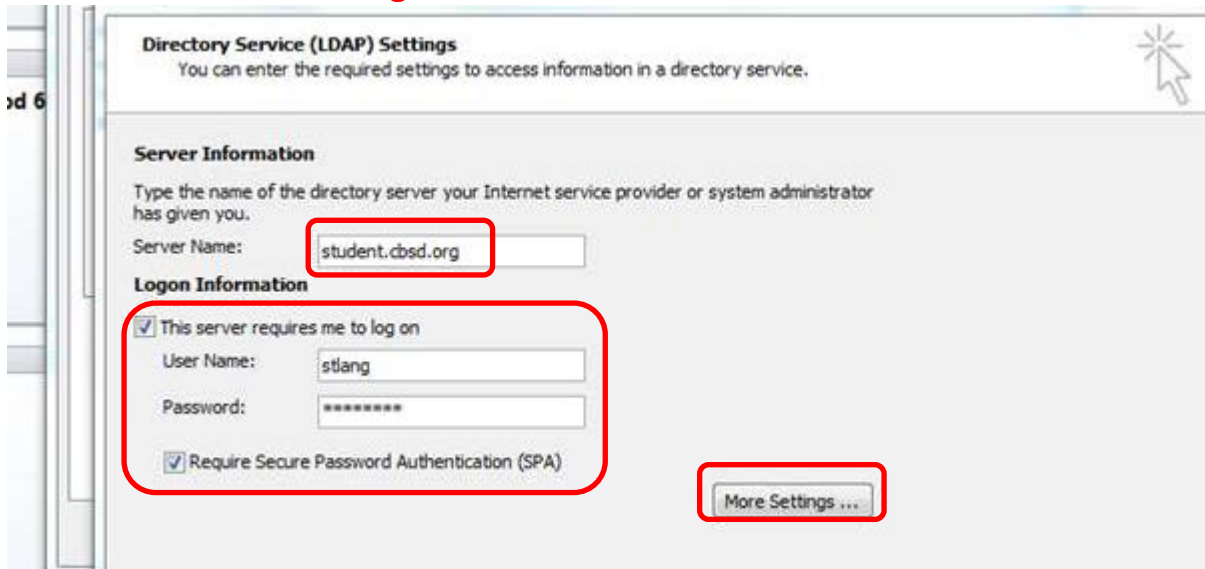 Directory Service (LDAP) Settings
You can enter the required settings to access information in a directory service.
od 6
Server Information
Type the name of the directory server your Internet service provider or system administrator
has given you.
Server Name: student.cbsd.org
Logon Information
This server requires me to log on
User Name: stlang
Password: ********
Require Secure Password Authentication (SPA)
More Settings ...